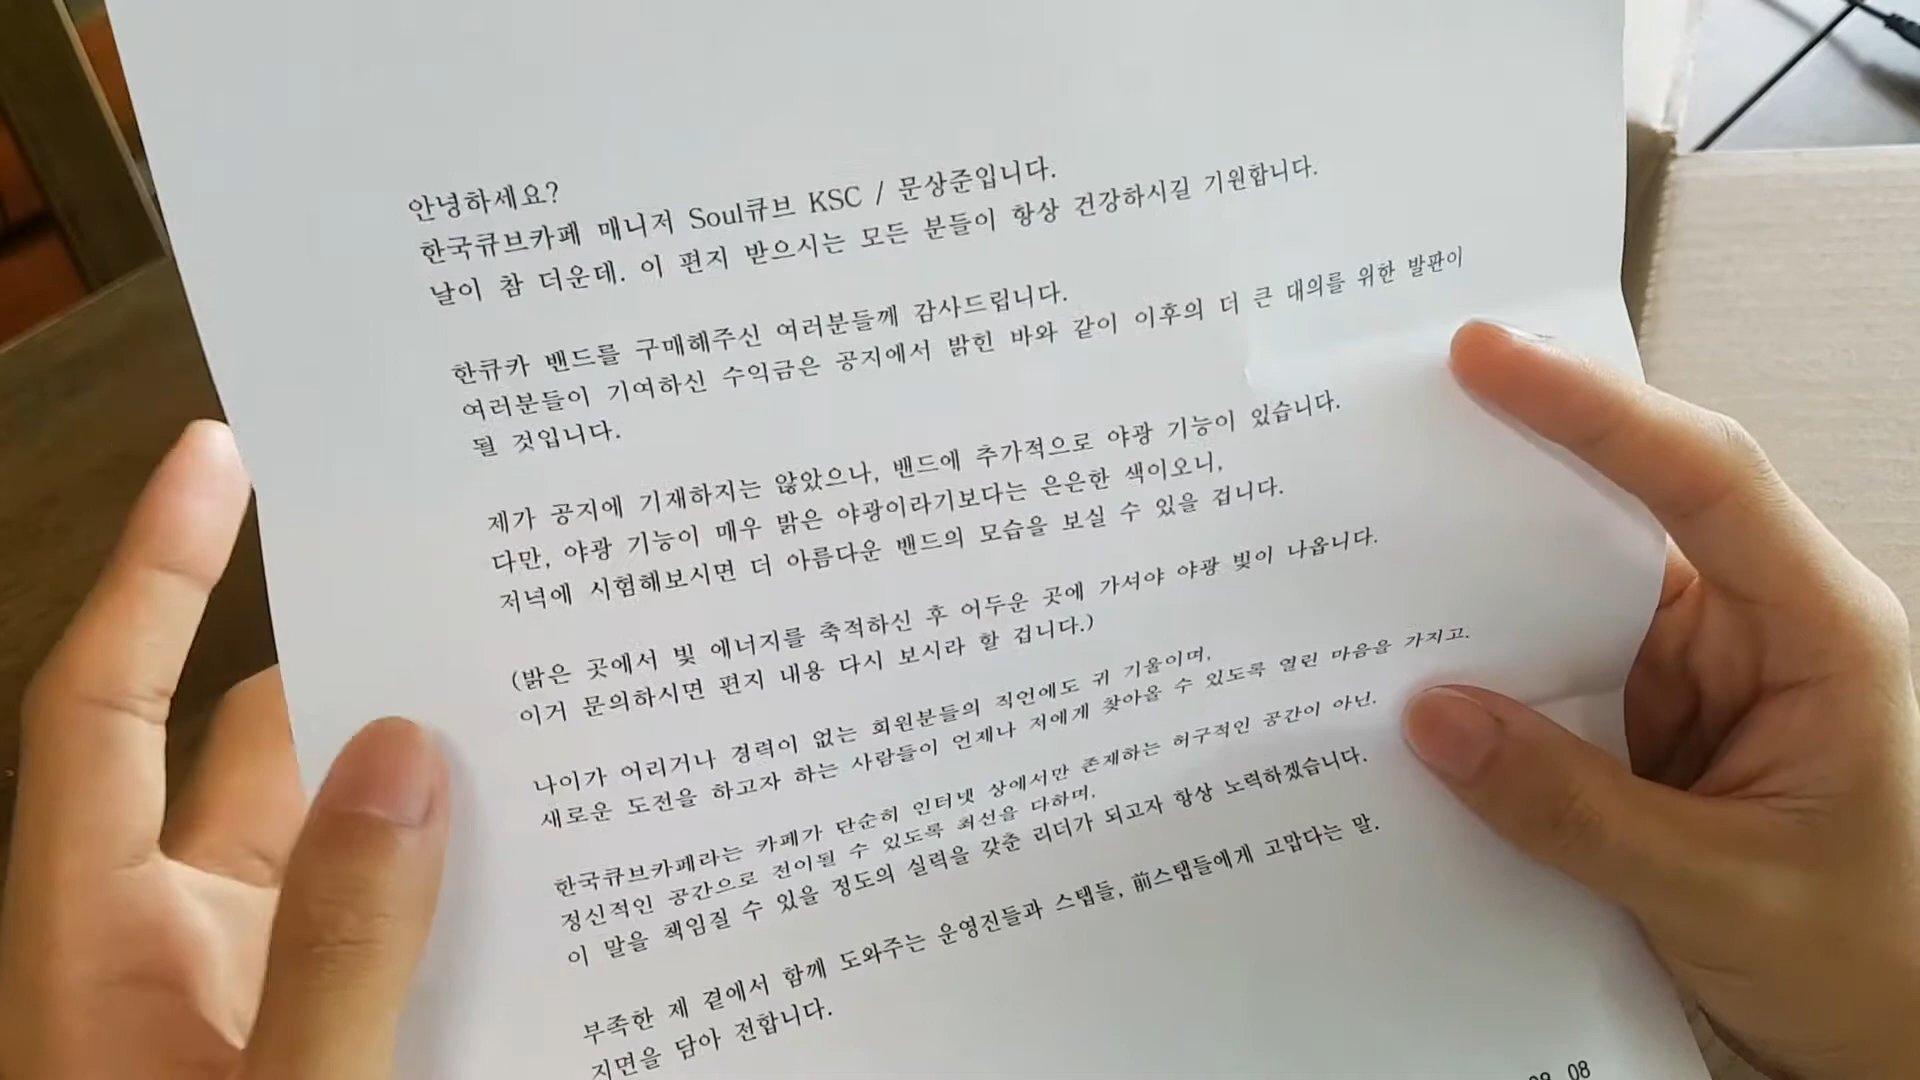 안녕하세요?
한국큐브카페 매니저 Soul큐브 KSC / 문상준입니다.
날이 참 더운데. 이 편지 받으시는 모든 분들이 항상 건강하시길 기원합니다.
한큐카 밴드를 구매해주신 여러분들께 감사드립니다.
여러분들이 기여하신 수익금은 공지에서 밝힌 바와 같이 이후의 더 큰 대의를 위한 발판이
될 것입니다.
제가 공지에 기재하지는 않았으나, 밴드에 추가적으로 야광 기능이 있습니다.
다만, 야광 기능이 매우 밝은 야광이라기보다는 은은한 색이오니,
저녁에 시험해보시면 더 아름다운 밴드의 모습을 보실 수 있을 겁니다.
(밝은 곳에서 빛 에너지를 축적하신 후 어두운 곳에 가셔야 야광 빛이 나옵니다.
이거 문의하시면 편지 내용 다시 보시라 할 겁니다.)
나이가 어리거나 경력이 없는 회원분들의 직언에도 귀 기울이며,
새로운 도전을 하고자 하는 사람들이 언제나 저에게 찾아올 수 있도록 열린 마음을 가지고.
한국큐브카페라는 카페가 단순히 인터넷 상에서만 존재하는 허구적인 공간이 아닌.
정신적인 공간으로 전이될 수 있도록 최선을 다하며,
이 말을 책임질 수 있을 정도의 실력을 갖춘 리더가 되고자 항상 노력하겠습니다.
부족한 제 곁에서 함께 도와주는 운영진들과 스탭들, 前스탭들에게 고맙다는 말.
지면을 담아 전합니다.
08